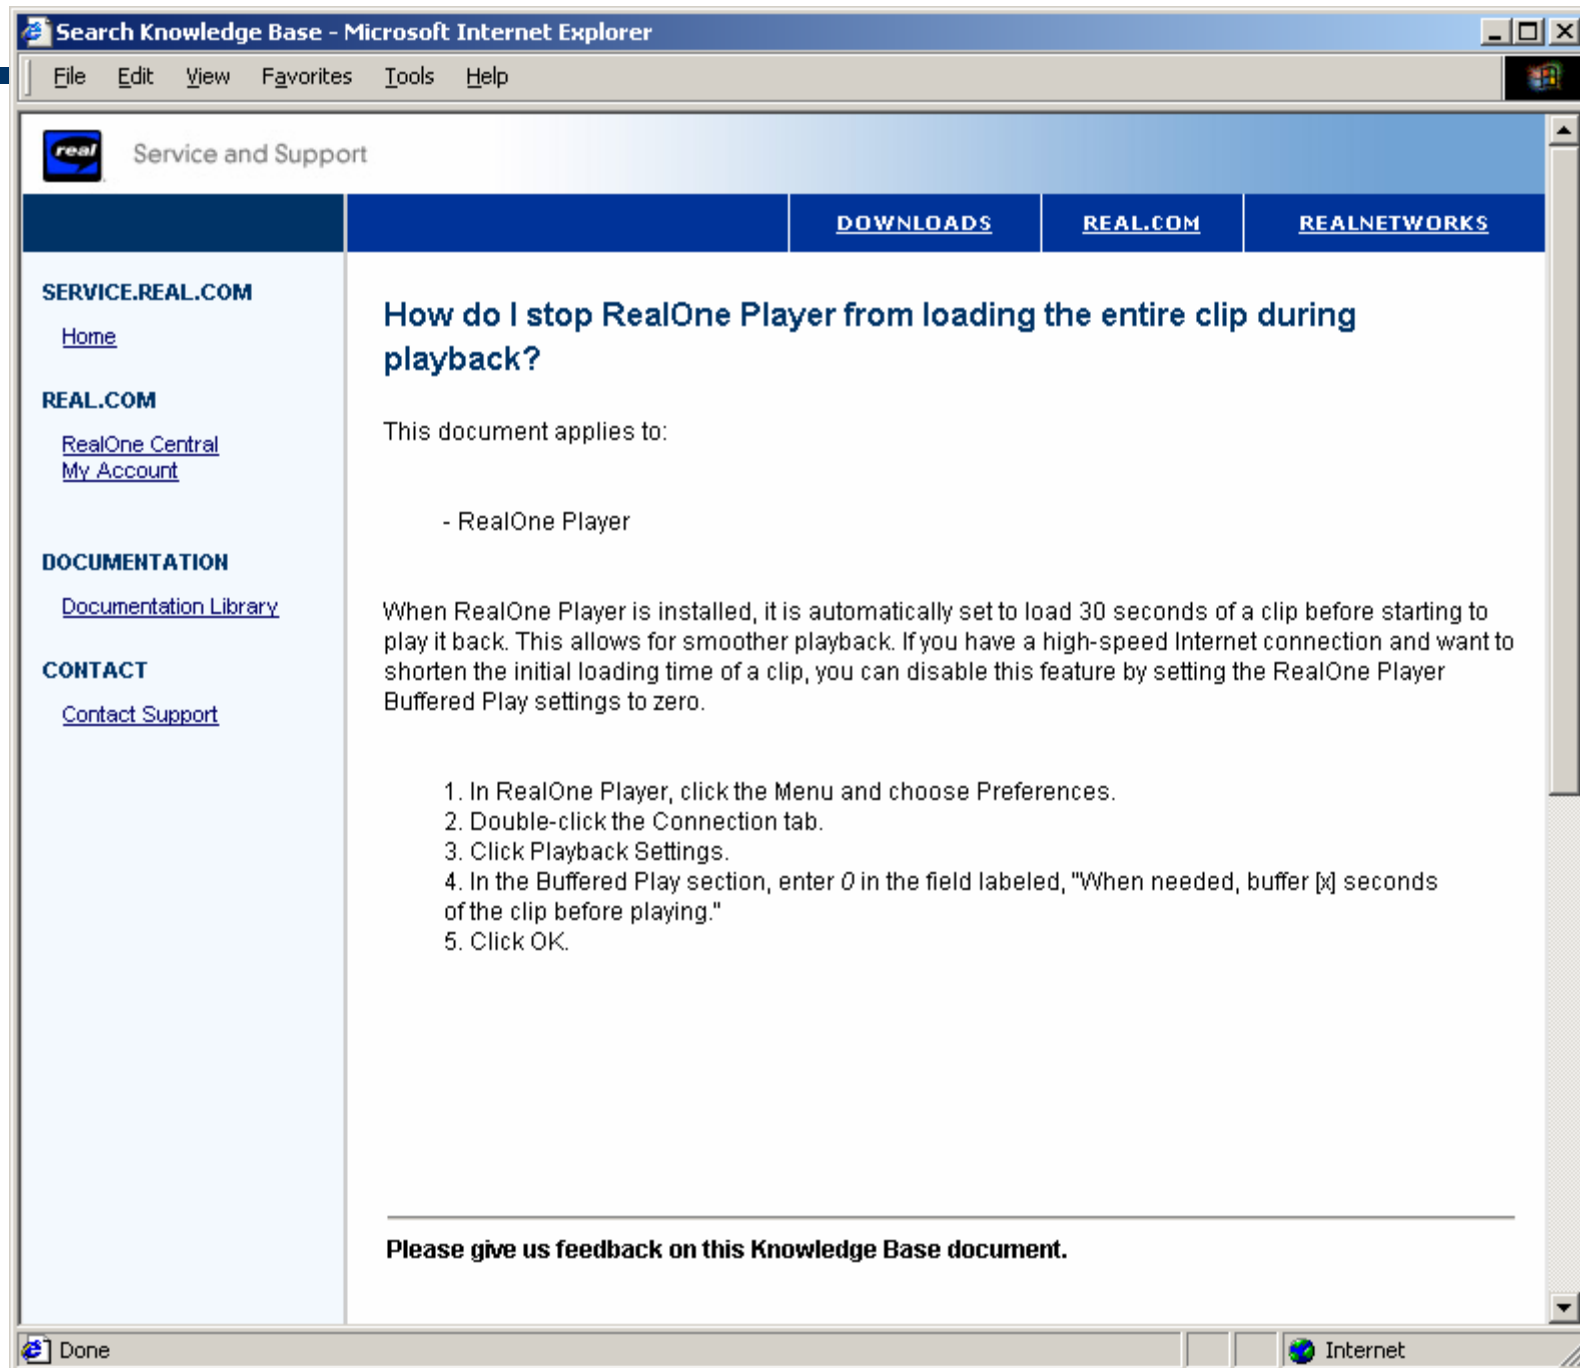 Search Knowledge Base - Microsoft Internet Explorer
File Edit View Favorites Tools Help
real Service and Support
DOWNLOADS REAL.COM REALNETWORKS
SERVICE.REAL.COM
Home
REAL.COM
RealOne Central
My Account
DOCUMENTATION
Documentation Library
CONTACT
Contact Support
How do I stop RealOne Player from loading the entire clip during
playback?
This document applies to:
- RealOne Player
When RealOne Player is installed, it is automatically set to load 30 seconds of a clip before starting to
play it back. This allows for smoother playback. If you have a high-speed Internet connection and want to
shorten the initial loading time of a clip, you can disable this feature by setting the RealOne Player
Buffered Play settings to zero.
1. In RealOne Player, click the Menu and choose Preferences.
2. Double-click the Connection tab.
3. Click Playback Settings.
4. In the Buffered Play section, enter 0 in the field labeled, "When needed, buffer [x] seconds
of the clip before playing."
5. Click OK.
Please give us feedback on this Knowledge Base document.
Done Internet